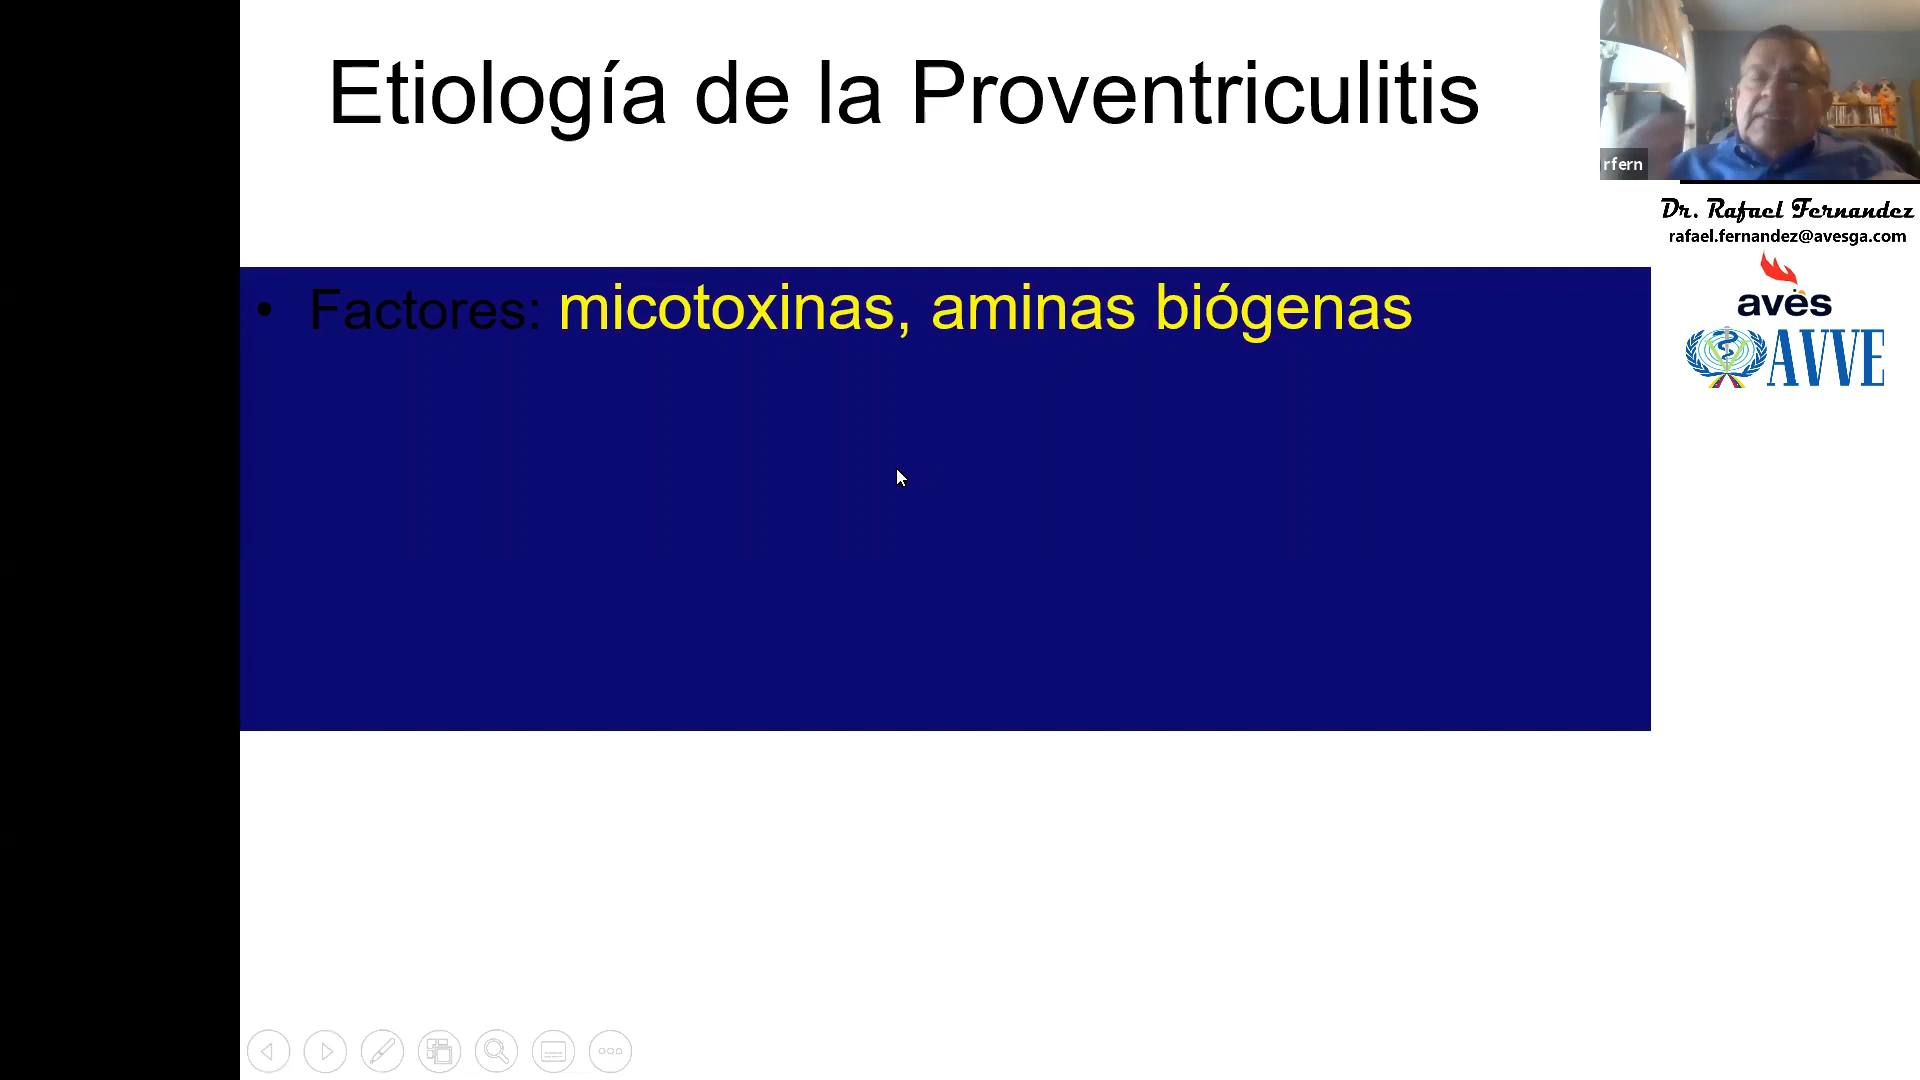 Etiología de la Proventriculitis
rfern
Dr. Rafael Fernandez
rafael.fernandez@avesga.com
aves
AVVE
• Factores: micotoxinas, aminas biógenas